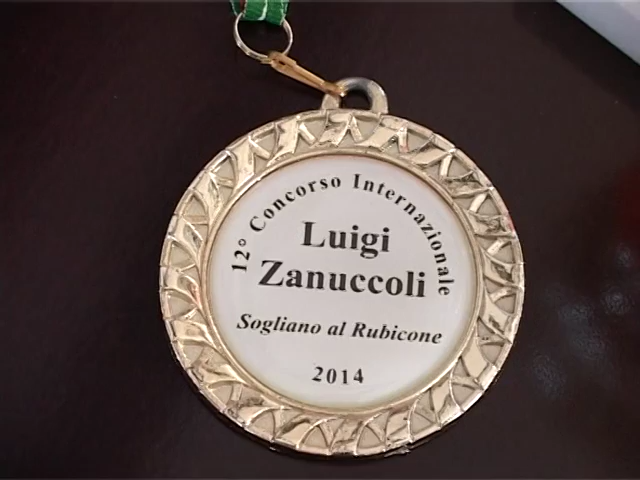 12° Concorso Internazionale
Luigi
Zanuccoli
Sogliano al Rubicone
2014